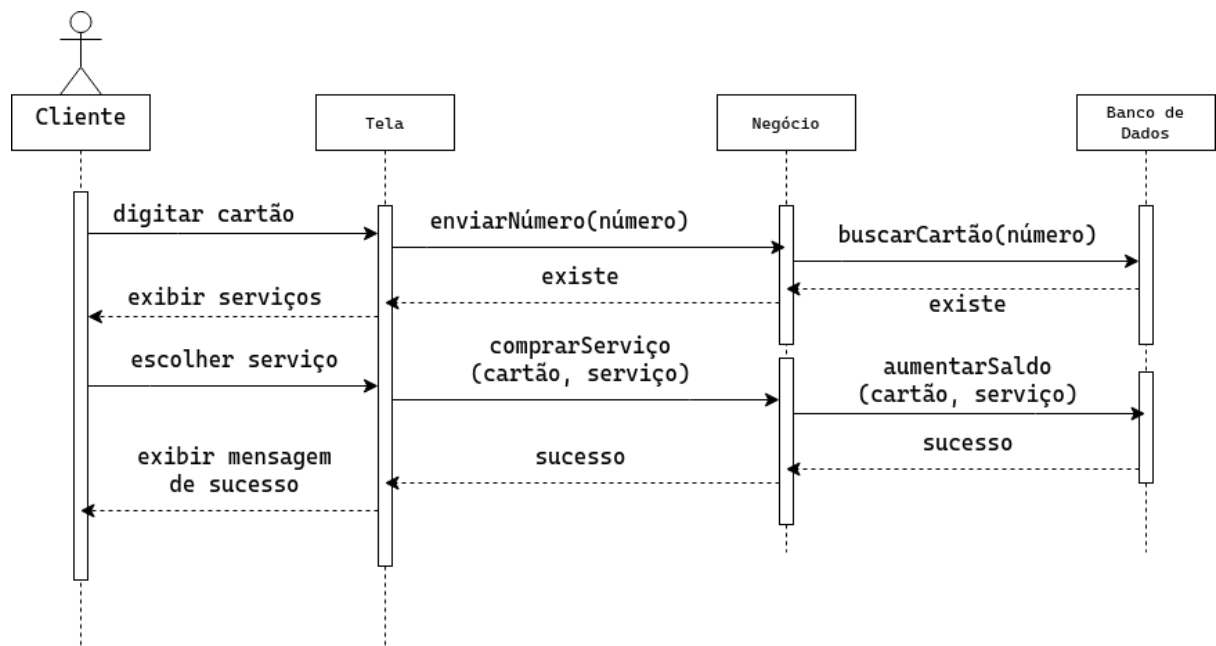 Cliente
Tela
Negócio
Banco de
Dados
digitar cartão
enviarNúmero(número)
buscarCartão(número)
existe
existe
exibir serviços
escolher serviço
comprarServiço
(cartão, serviço)
aumentarSaldo
(cartão, serviço)
sucesso
sucesso
exibir mensagem
de sucesso